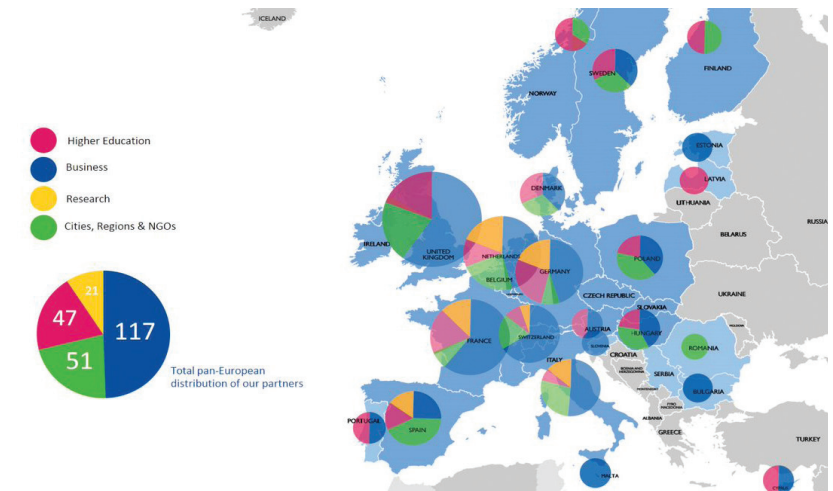 ICELAND
Higher Education
Business
Research
Cities, Regions & NGOs
21
47
117
51
Total pan-European
distribution of our partners
FINLAND
SWEDEN
NORWAY
ESTONIA
LATVIA
DENMARK
LITHUANIA
RUSSIA
BELARUS
IRELAND
UNITED
KINGDOM
NETHERLANDS
BELGIUM
GERMANY
POLAND
CZECH REPUBLIC
UKRAINE
SLOVAKIA
FRANCE
SWITZERLAND
AUSTRIA
HUNGARY
SLOVENIA
ITALY
CROATIA
ROMANIA
SERBIA
BULGARIA
PORTUGAL
SPAIN
ALBANIA
GREECE
TURKEY
MALTA
CYPRUS